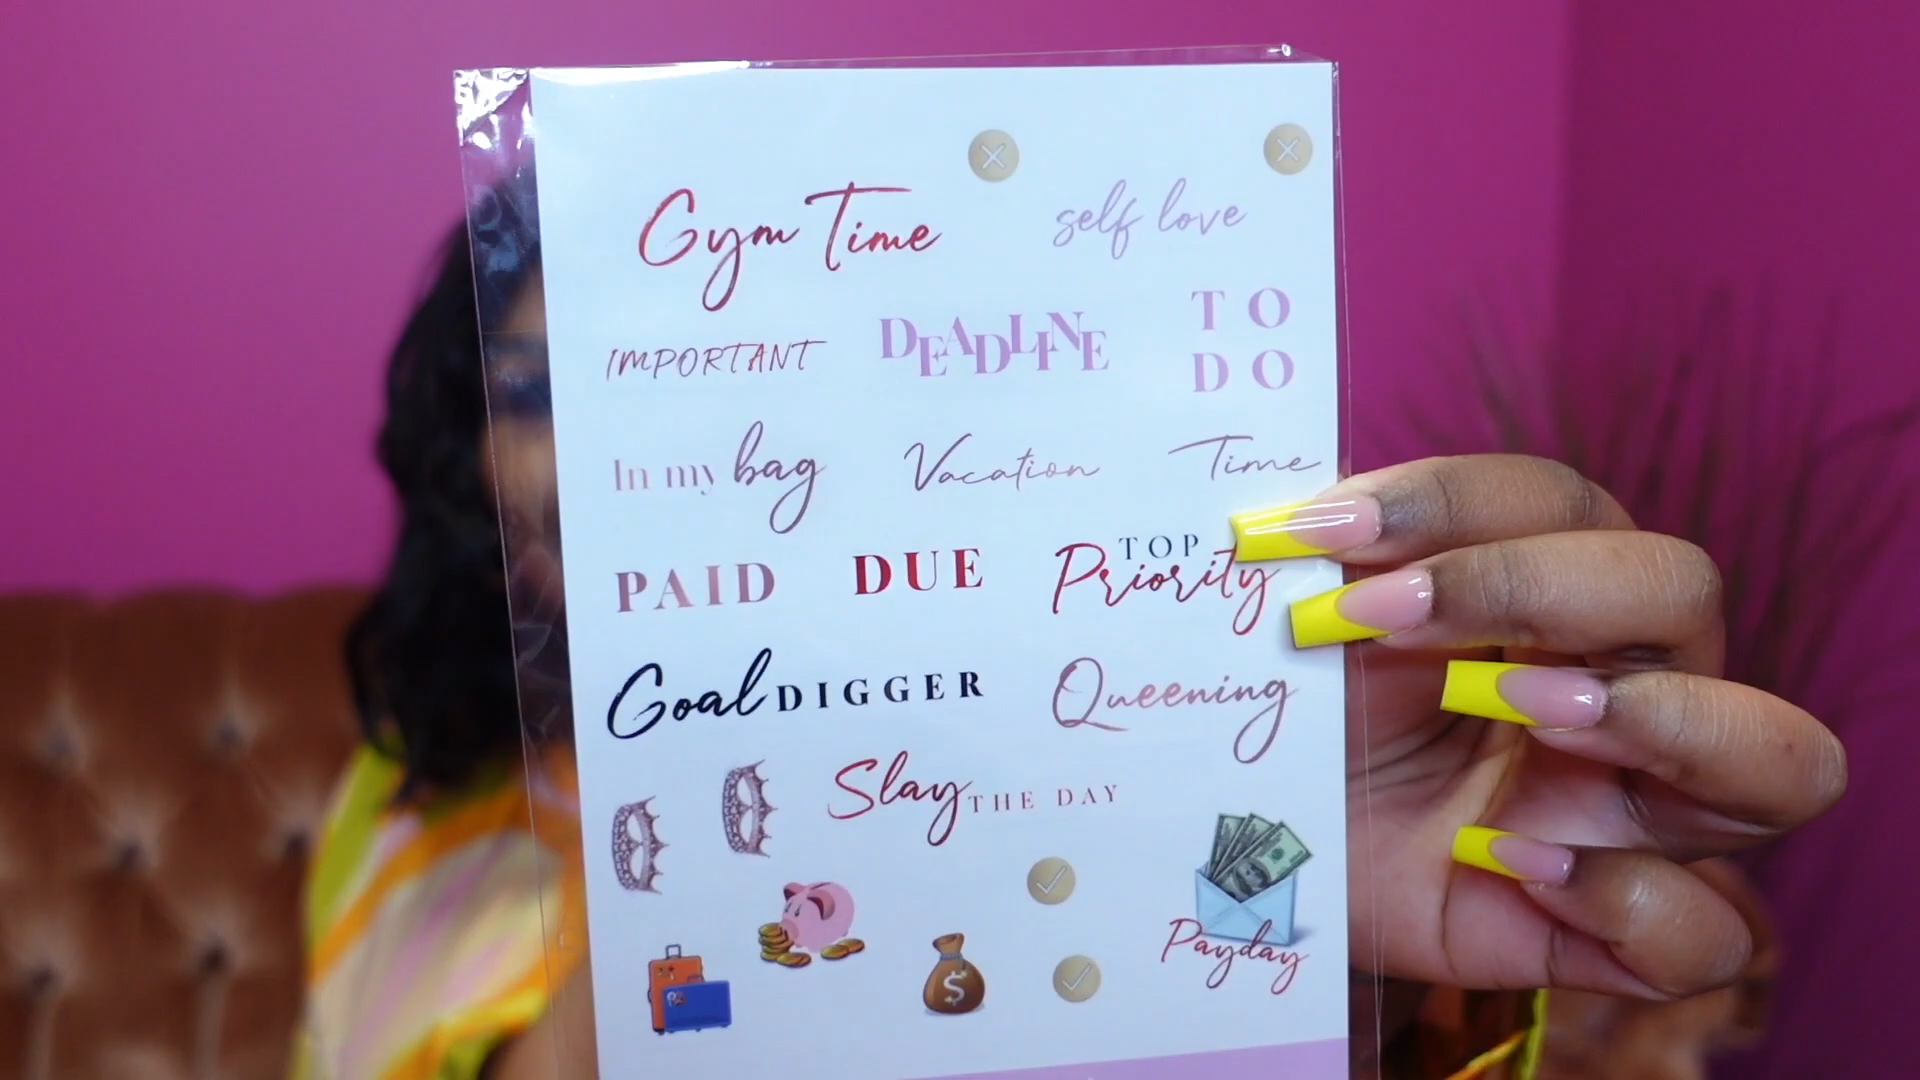 Gym Time
self love
IMPORTANT
DEADLINE
TO
DO
In my bag
Vacation
Time
PAID
DUE
TOP
Priority
Goal DIGGER
Queening
Slay THE DAY
$
Payday